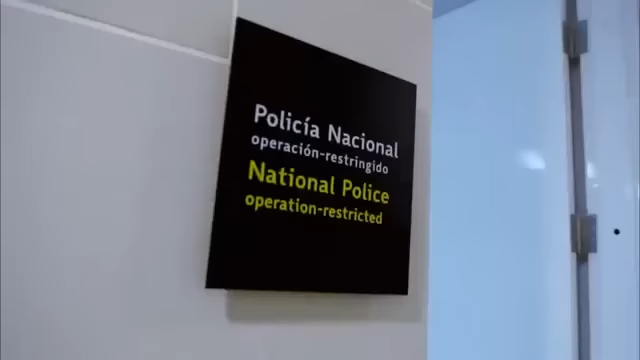 Policía Nacional
operación-restringido
National Police
operation-restricted